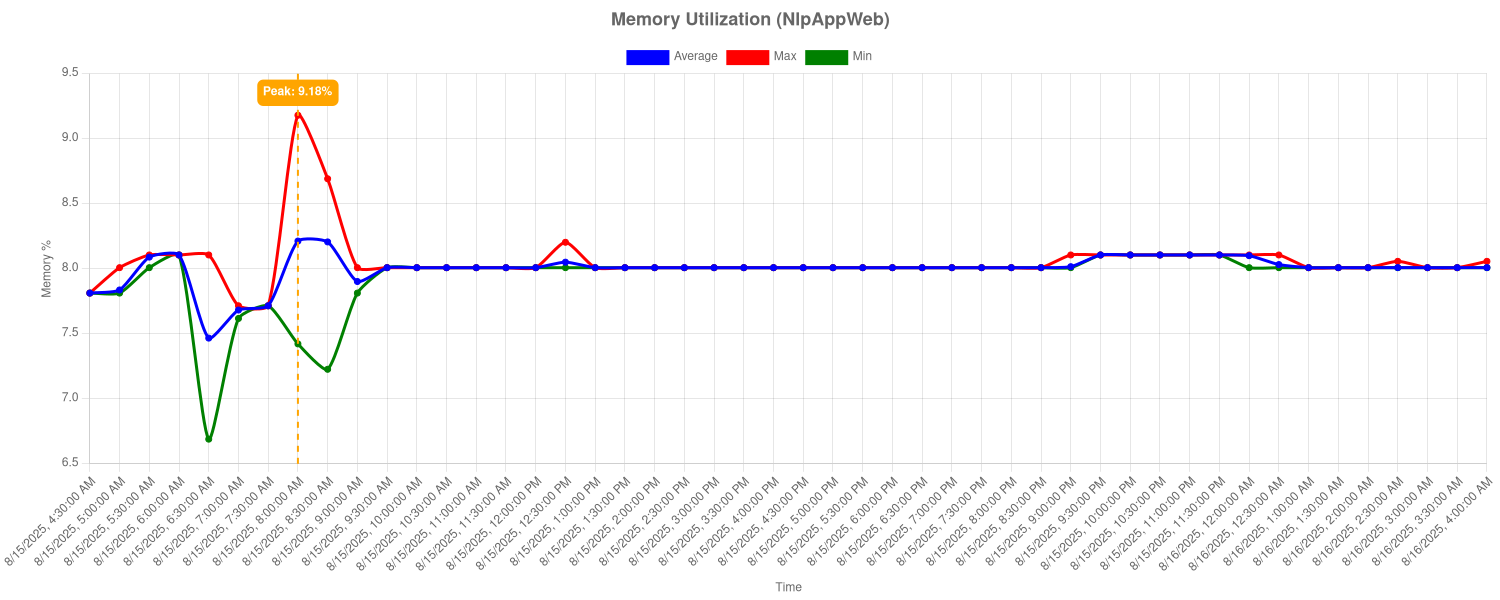 Memory Utilization (NlpAppWeb)
Average Max Min
Peak: 9.18%
9.5
9.0
8.5
8.0
7.5
7.0
6.5
Memory %
8/15/2025, 4:30:00 AM
8/15/2025, 5:00:00 AM
8/15/2025, 5:30:00 AM
8/15/2025, 6:00:00 AM
8/15/2025, 6:30:00 AM
8/15/2025, 7:00:00 AM
8/15/2025, 7:30:00 AM
8/15/2025, 8:00:00 AM
8/15/2025, 8:30:00 AM
8/15/2025, 9:00:00 AM
8/15/2025, 9:30:00 AM
8/15/2025, 10:00:00 AM
8/15/2025, 10:30:00 AM
8/15/2025, 11:00:00 AM
8/15/2025, 11:30:00 AM
8/15/2025, 12:00:00 PM
8/15/2025, 12:30:00 PM
8/15/2025, 1:00:00 PM
8/15/2025, 1:30:00 PM
8/15/2025, 2:00:00 PM
8/15/2025, 2:30:00 PM
8/15/2025, 3:00:00 PM
8/15/2025, 3:30:00 PM
8/15/2025, 4:00:00 PM
8/15/2025, 4:30:00 PM
8/15/2025, 5:00:00 PM
8/15/2025, 5:30:00 PM
8/15/2025, 6:00:00 PM
8/15/2025, 6:30:00 PM
8/15/2025, 7:00:00 PM
8/15/2025, 7:30:00 PM
8/15/2025, 8:00:00 PM
8/15/2025, 8:30:00 PM
8/15/2025, 9:00:00 PM
8/15/2025, 9:30:00 PM
8/15/2025, 10:00:00 PM
8/15/2025, 10:30:00 PM
8/15/2025, 11:00:00 PM
8/15/2025, 11:30:00 PM
8/16/2025, 12:00:00 AM
8/16/2025, 12:30:00 AM
8/16/2025, 1:00:00 AM
8/16/2025, 1:30:00 AM
8/16/2025, 2:00:00 AM
8/16/2025, 2:30:00 AM
8/16/2025, 3:00:00 AM
8/16/2025, 3:30:00 AM
8/16/2025, 4:00:00 AM
Time